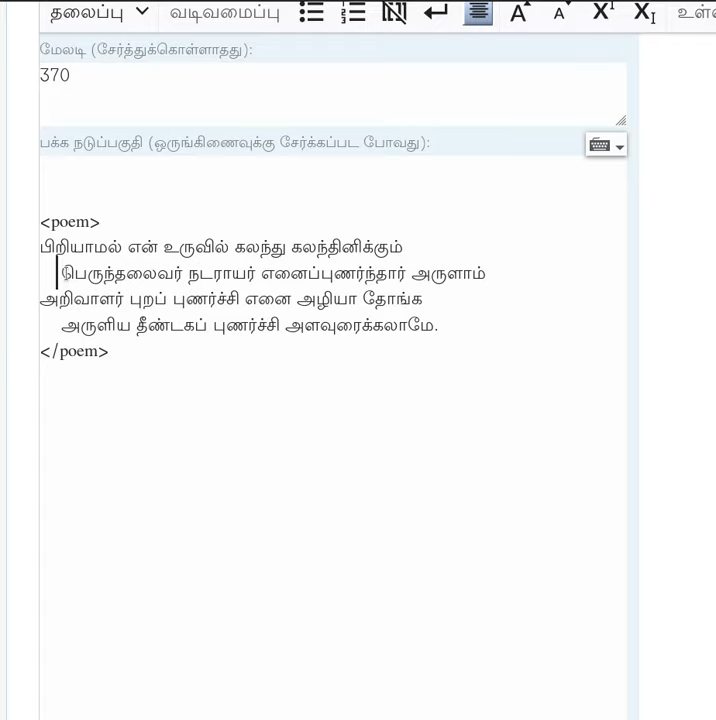 தலைப்பு வடிவமைப்பு
மேலடி (சேர்த்துக்கொள்ளாதது):
370
பக்க நடுப்பகுதி (ஒருங்கிணைவுக்கு சேர்க்கப்பட போவது):
<poem>
பிறியாமல் என் உருவில் கலந்து கலந்தினிக்கும்
பெருந்தலைவர் நடராயர் எனைப்புணர்ந்தார் அருளாம்
அறிவாளர் புறப் புணர்ச்சி எனை அழியா தோங்க
அருளிய தீண்டகப் புணர்ச்சி அளவுரைக்கலாமே.
</poem>